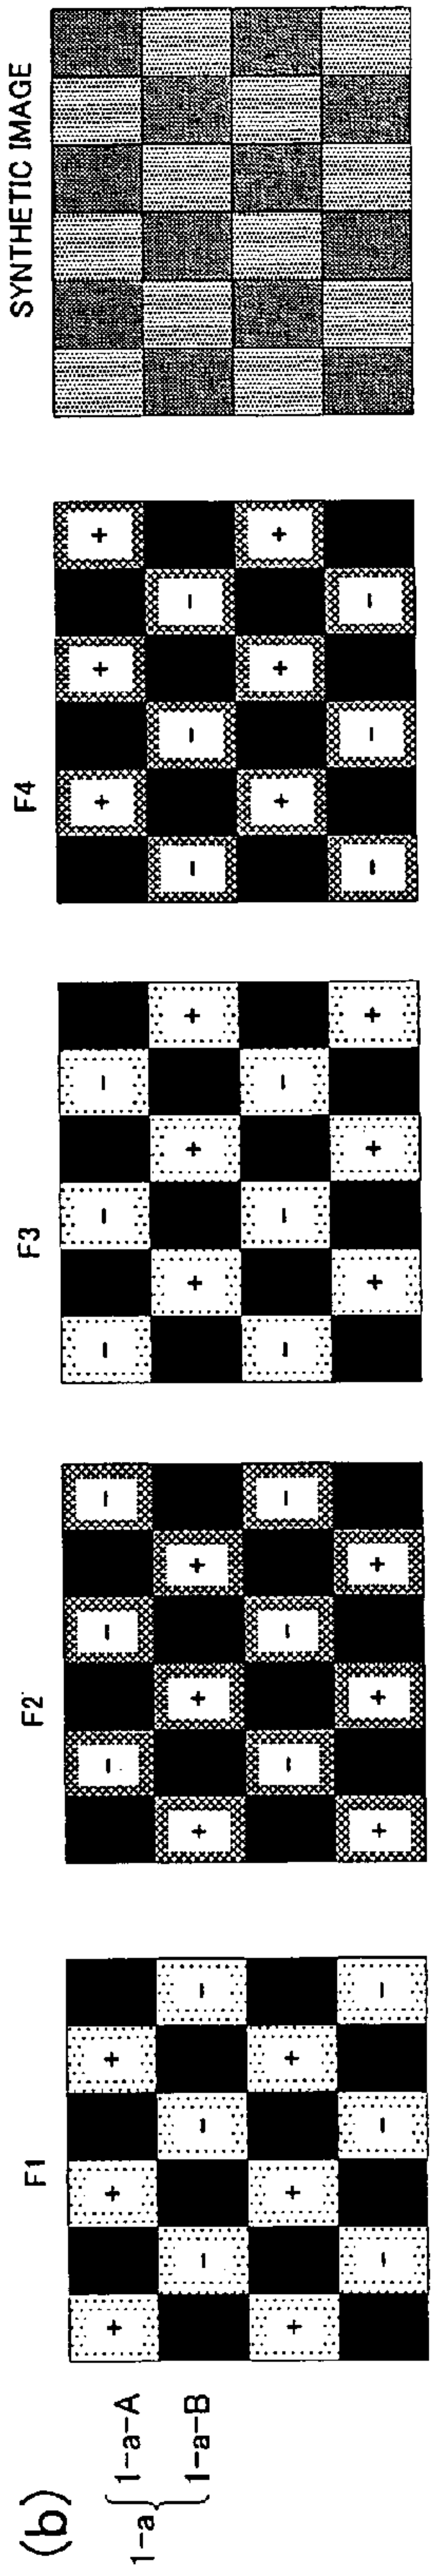 (b) F1 F2 F3 F4 SYNTHETIC IMAGE
1-a
1-a-A
1-a-B
+ + + − − − − − − + + +
− − − + + + + + + − − −
+ + + − − − − − − + + +
− − − + + + + + + − − −